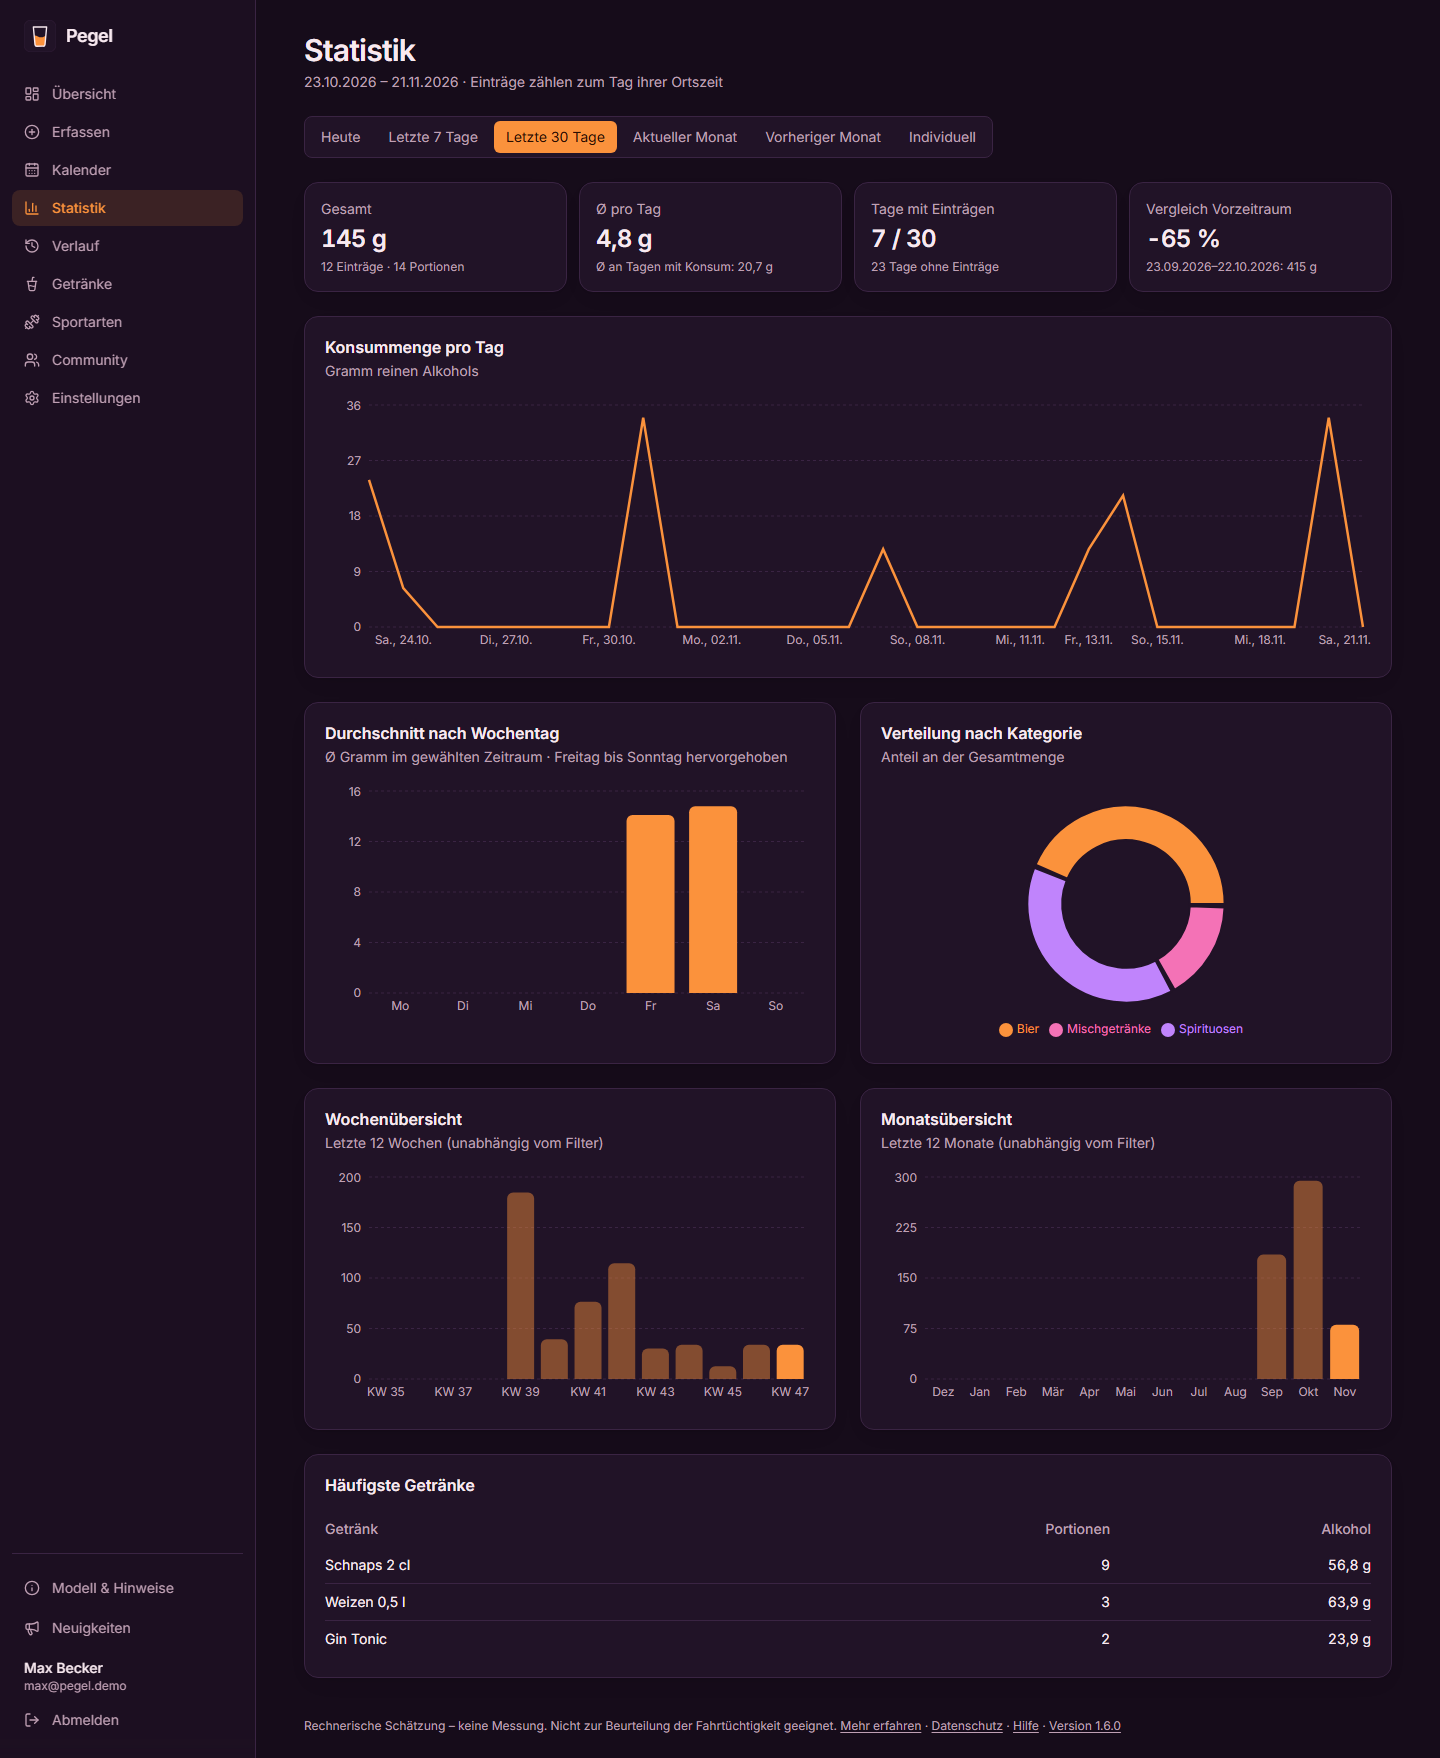 Pegel
Übersicht
Erfassen
Kalender
Statistik
Verlauf
Getränke
Sportarten
Community
Einstellungen
Modell & Hinweise
Neuigkeiten
Max Becker
max@pegel.demo
Abmelden
Statistik
23.10.2026 – 21.11.2026 · Einträge zählen zum Tag ihrer Ortszeit
Heute Letzte 7 Tage Letzte 30 Tage Aktueller Monat Vorheriger Monat Individuell
Gesamt
145 g
12 Einträge · 14 Portionen
Ø pro Tag
4,8 g
Ø an Tagen mit Konsum: 20,7 g
Tage mit Einträgen
7 / 30
23 Tage ohne Einträge
Vergleich Vorzeitraum
-65 %
23.09.2026–22.10.2026: 415 g
Konsummenge pro Tag
Gramm reinen Alkohols
36
27
18
9
0
Sa., 24.10. Di., 27.10. Fr., 30.10. Mo., 02.11. Do., 05.11. So., 08.11. Mi., 11.11. Fr., 13.11. So., 15.11. Mi., 18.11. Sa., 21.11.
Durchschnitt nach Wochentag
Ø Gramm im gewählten Zeitraum · Freitag bis Sonntag hervorgehoben
16
12
8
4
0
Mo Di Mi Do Fr Sa So
Verteilung nach Kategorie
Anteil an der Gesamtmenge
Bier Mischgetränke Spirituosen
Wochenübersicht
Letzte 12 Wochen (unabhängig vom Filter)
200
150
100
50
0
KW 35 KW 37 KW 39 KW 41 KW 43 KW 45 KW 47
Monatsübersicht
Letzte 12 Monate (unabhängig vom Filter)
300
225
150
75
0
Dez Jan Feb Mär Apr Mai Jun Jul Aug Sep Okt Nov
Häufigste Getränke
Getränk Portionen Alkohol
Schnaps 2 cl 9 56,8 g
Weizen 0,5 l 3 63,9 g
Gin Tonic 2 23,9 g
Rechnerische Schätzung – keine Messung. Nicht zur Beurteilung der Fahrtüchtigkeit geeignet. Mehr erfahren · Datenschutz · Hilfe · Version 1.6.0